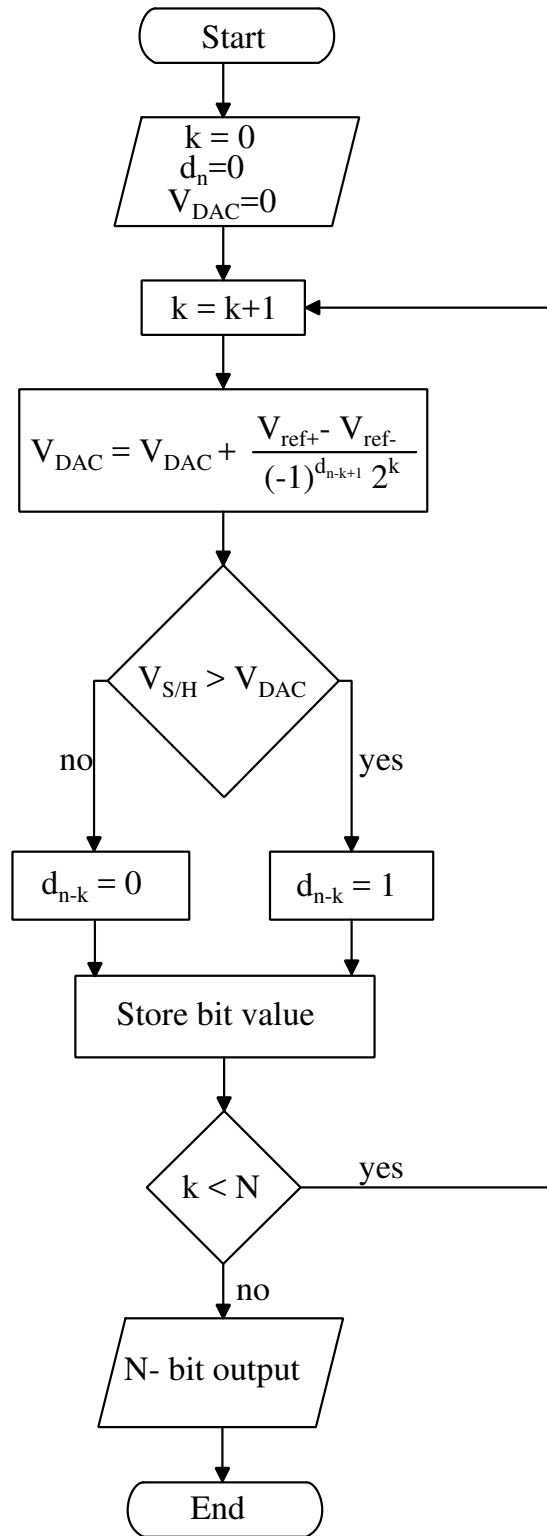 Start
k = 0
dₙ=0
V_DAC=0
k = k+1
V_DAC = V_DAC + (V_ref+ - V_ref-) / ((-1)^(d_n-k+1) 2^k)
V_S/H > V_DAC
no
yes
d_n-k = 0
d_n-k = 1
Store bit value
k < N
yes
no
N- bit output
End